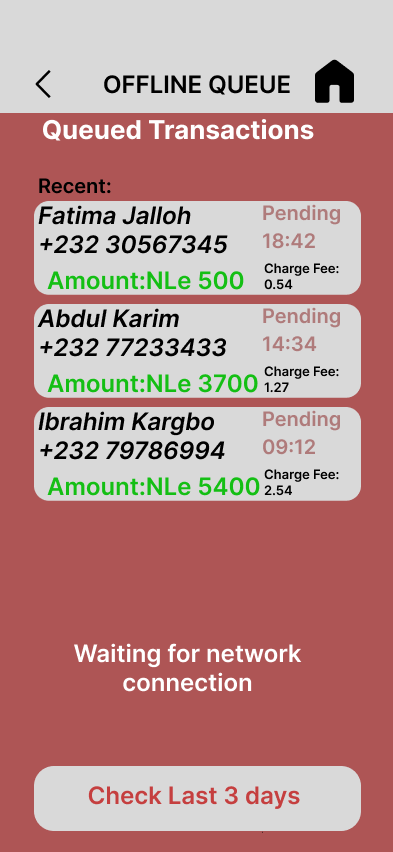 OFFLINE QUEUE
Queued Transactions
Recent:
Fatima Jalloh
Pending
+232 30567345
18:42
Amount:NLe 500
Charge Fee:
0.54
Abdul Karim
Pending
+232 77233433
14:34
Amount:NLe 3700
Charge Fee:
1.27
Ibrahim Kargbo
Pending
+232 79786994
09:12
Amount:NLe 5400
Charge Fee:
2.54
Waiting for network
connection
Check Last 3 days